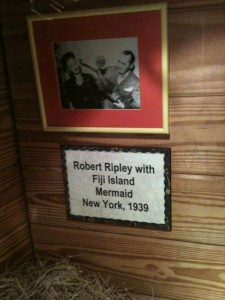 Robert Ripley with
Fiji Island
Mermaid
New York, 1939